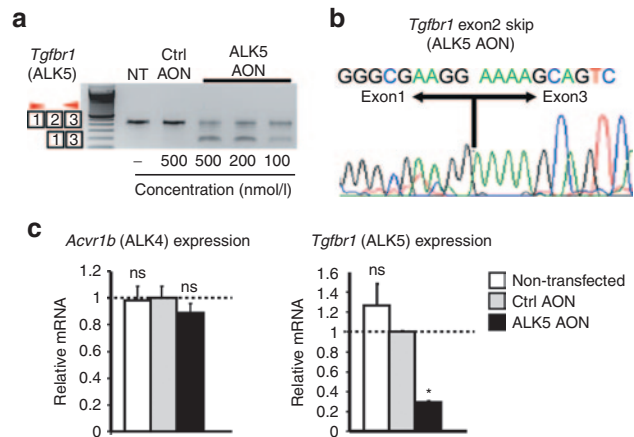 a
Tgfbr1
(ALK5)
NT
Ctrl
AON
ALK5
AON
1 2 3
1 3
– 500 500 200 100
Concentration (nmol/l)
b
Tgfbr1 exon2 skip
(ALK5 AON)
GGGCGAAGG AAAAGCAGTC
Exon1
Exon3
c
Acvr1b (ALK4) expression
Relative mRNA
1.2
1
0.8
0.6
0.4
0.2
0
ns
ns
Tgfbr1 (ALK5) expression
Relative mRNA
1.6
1.4
1.2
1
0.8
0.6
0.4
0.2
0
ns
*
Non-transfected
Ctrl AON
ALK5 AON